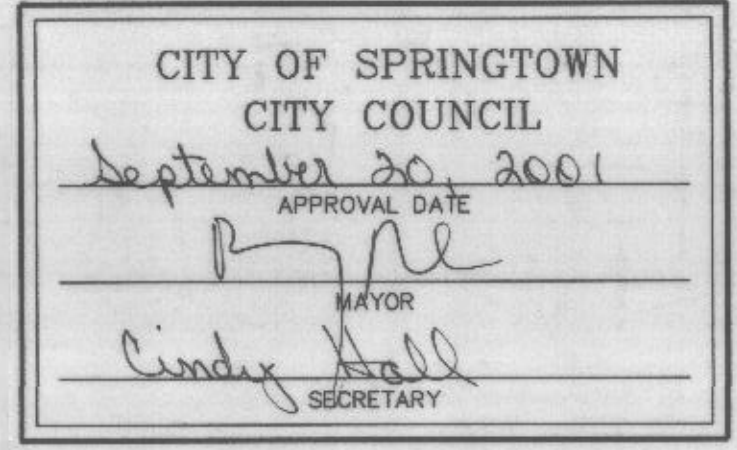 CITY OF SPRINGTOWN
CITY COUNCIL
September 20, 2001
APPROVAL DATE
MAYOR
Cindy Hall
SECRETARY